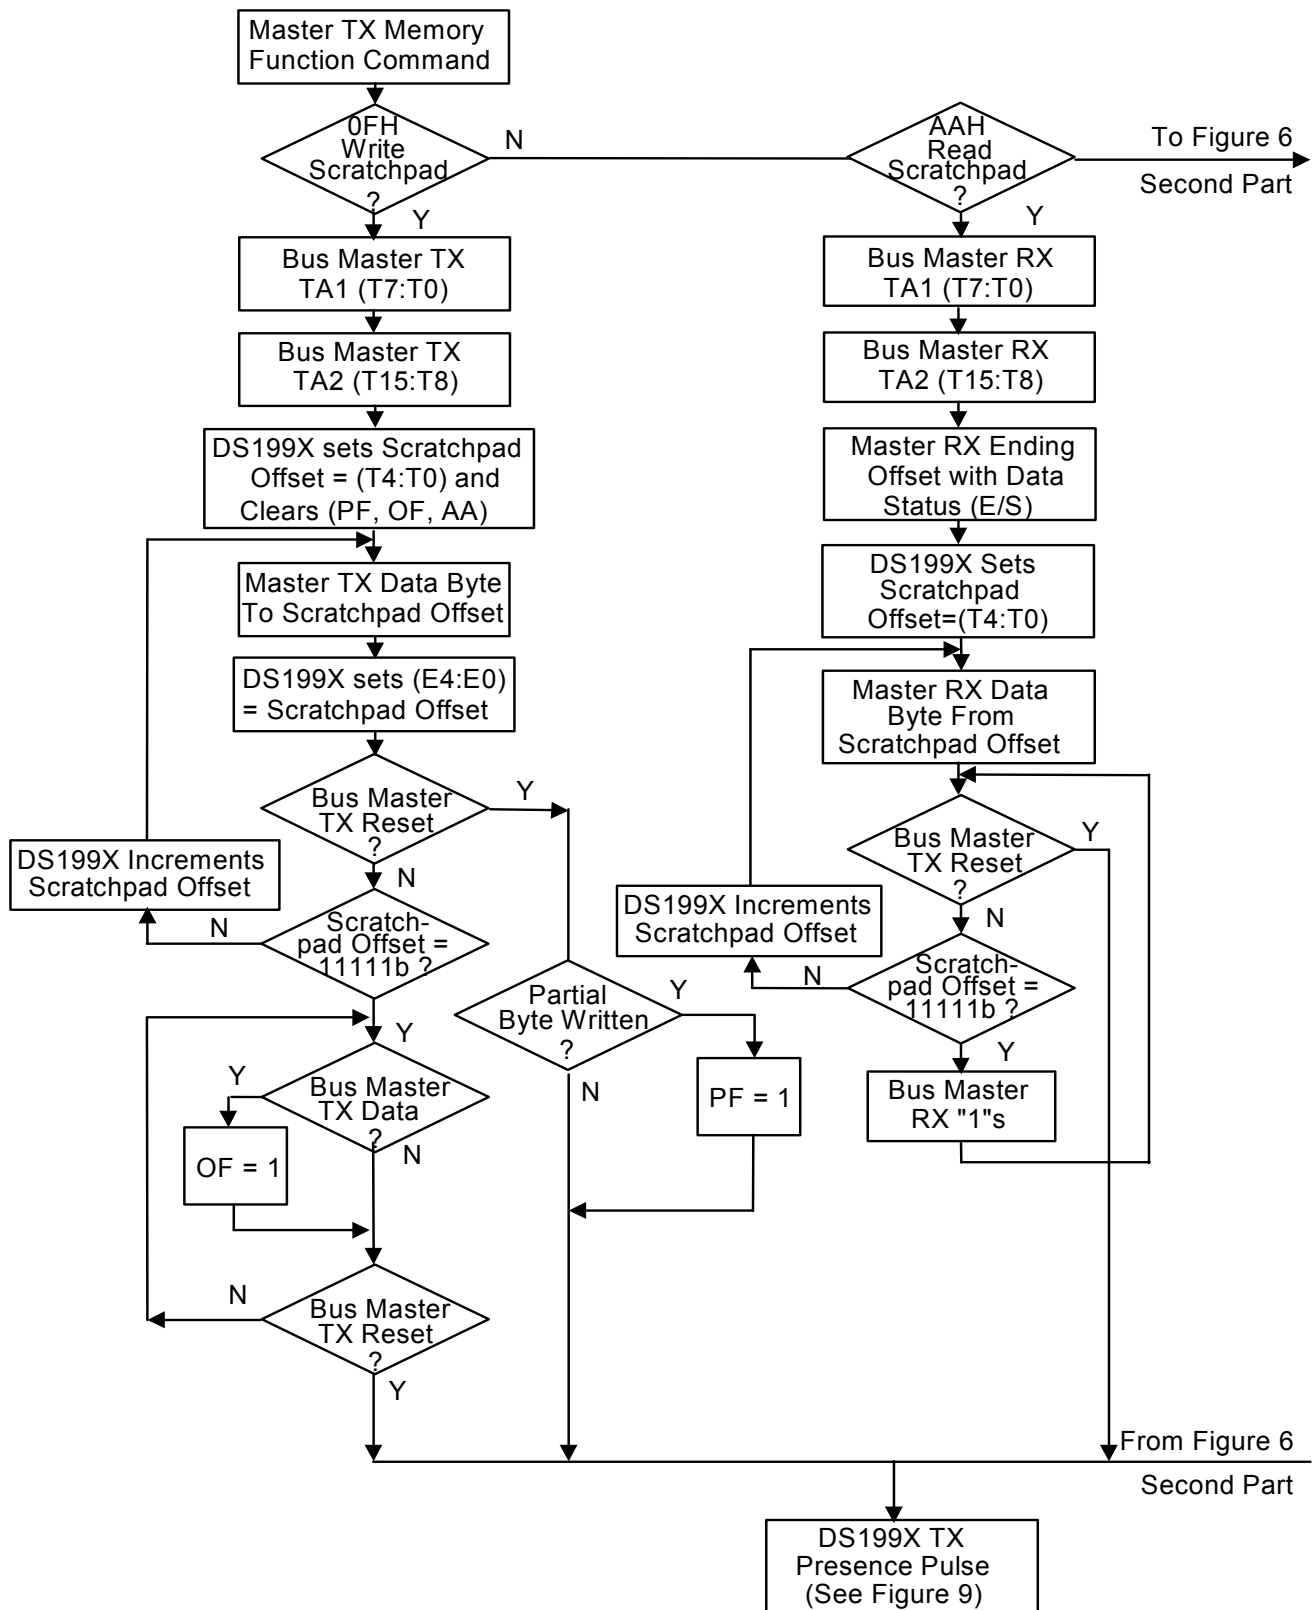 Master TX Memory
Function Command
0FH
Write
Scratchpad
?
N
Y
AAH
Read
Scratchpad
?
Y
To Figure 6
Second Part
Bus Master TX
TA1 (T7:T0)
Bus Master TX
TA2 (T15:T8)
DS199X sets Scratchpad
Offset = (T4:T0) and
Clears (PF, OF, AA)
Master TX Data Byte
To Scratchpad Offset
DS199X sets (E4:E0)
= Scratchpad Offset
Bus Master
TX Reset
?
Y
N
DS199X Increments
Scratchpad Offset
N
Scratch-
pad Offset =
11111b ?
Y
Partial
Byte Written
?
Y
N
PF = 1
Bus Master
TX Data
?
Y
N
OF = 1
Bus Master
TX Reset
?
N
Y
Bus Master RX
TA1 (T7:T0)
Bus Master RX
TA2 (T15:T8)
Master RX Ending
Offset with Data
Status (E/S)
DS199X Sets
Scratchpad
Offset=(T4:T0)
Master RX Data
Byte From
Scratchpad Offset
Bus Master
TX Reset
?
Y
N
DS199X Increments
Scratchpad Offset
N
Scratch-
pad Offset =
11111b ?
Y
Bus Master
RX "1"s
From Figure 6
Second Part
DS199X TX
Presence Pulse
(See Figure 9)